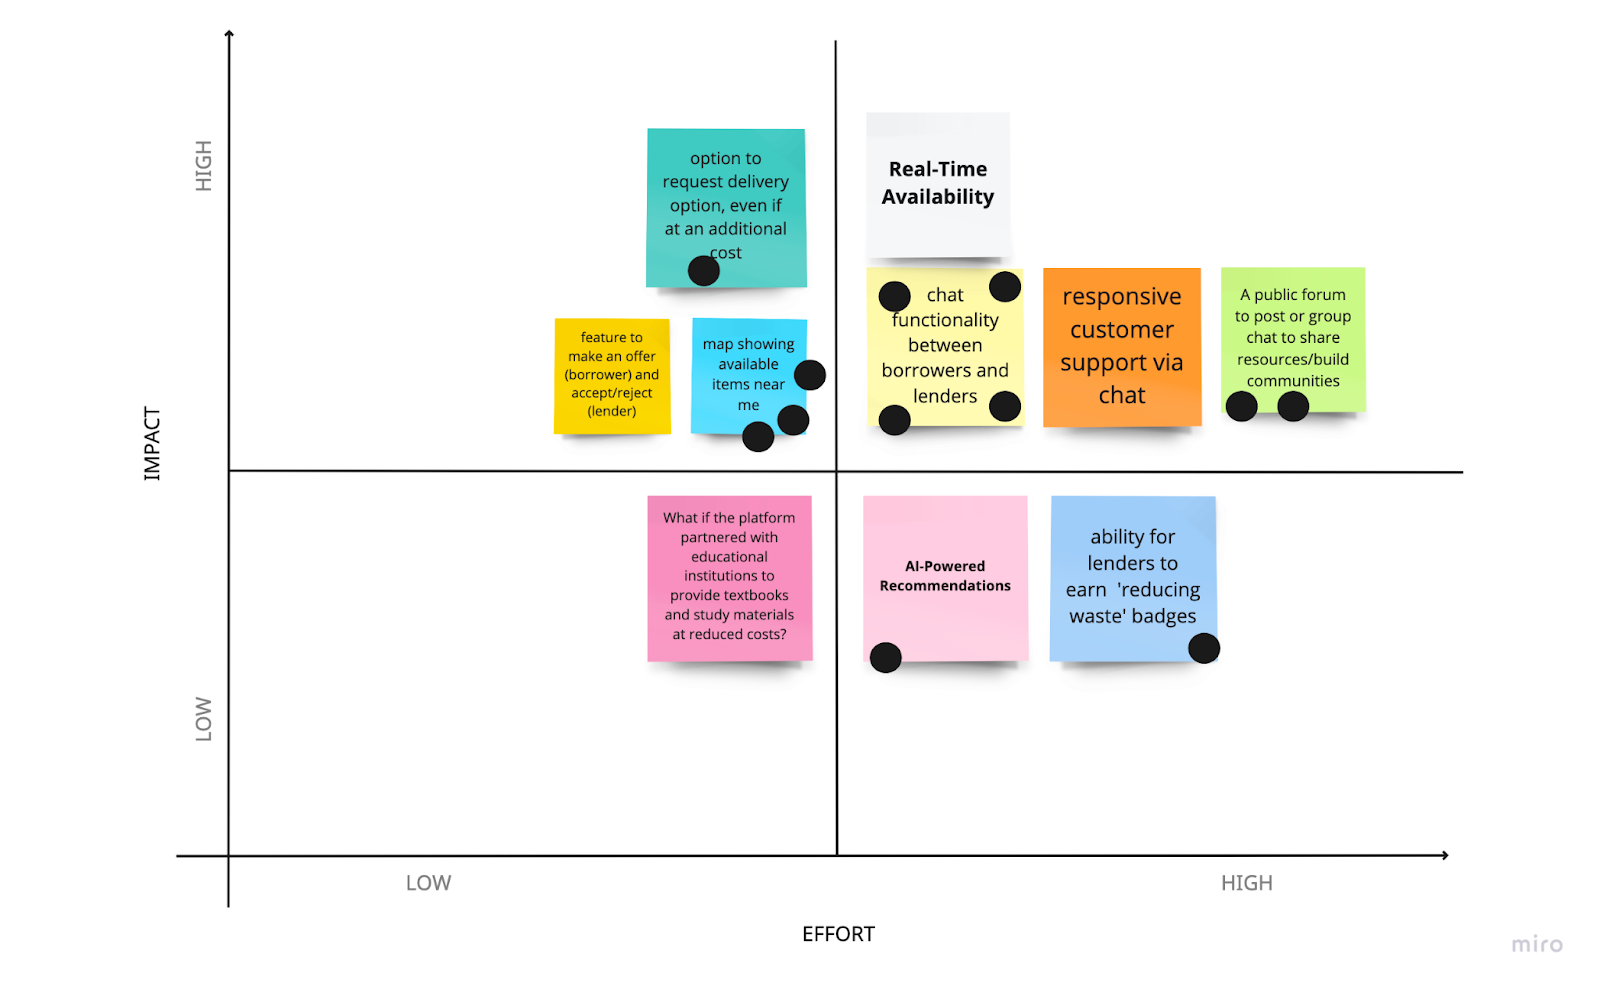 HIGH
IMPACT
LOW
option to
request delivery
option, even if
at an additional
cost
Real-Time
Availability
feature to
make an offer
(borrower) and
accept/reject
(lender)
map showing
available
items near
me
chat
functionality
between
borrowers and
lenders
responsive
customer
support via
chat
A public forum
to post or group
chat to share
resources/build
communities
What if the platform
partnered with
educational
institutions to
provide textbooks
and study materials
at reduced costs?
AI-Powered
Recommendations
ability for
lenders to
earn 'reducing
waste' badges
LOW
HIGH
EFFORT
miro